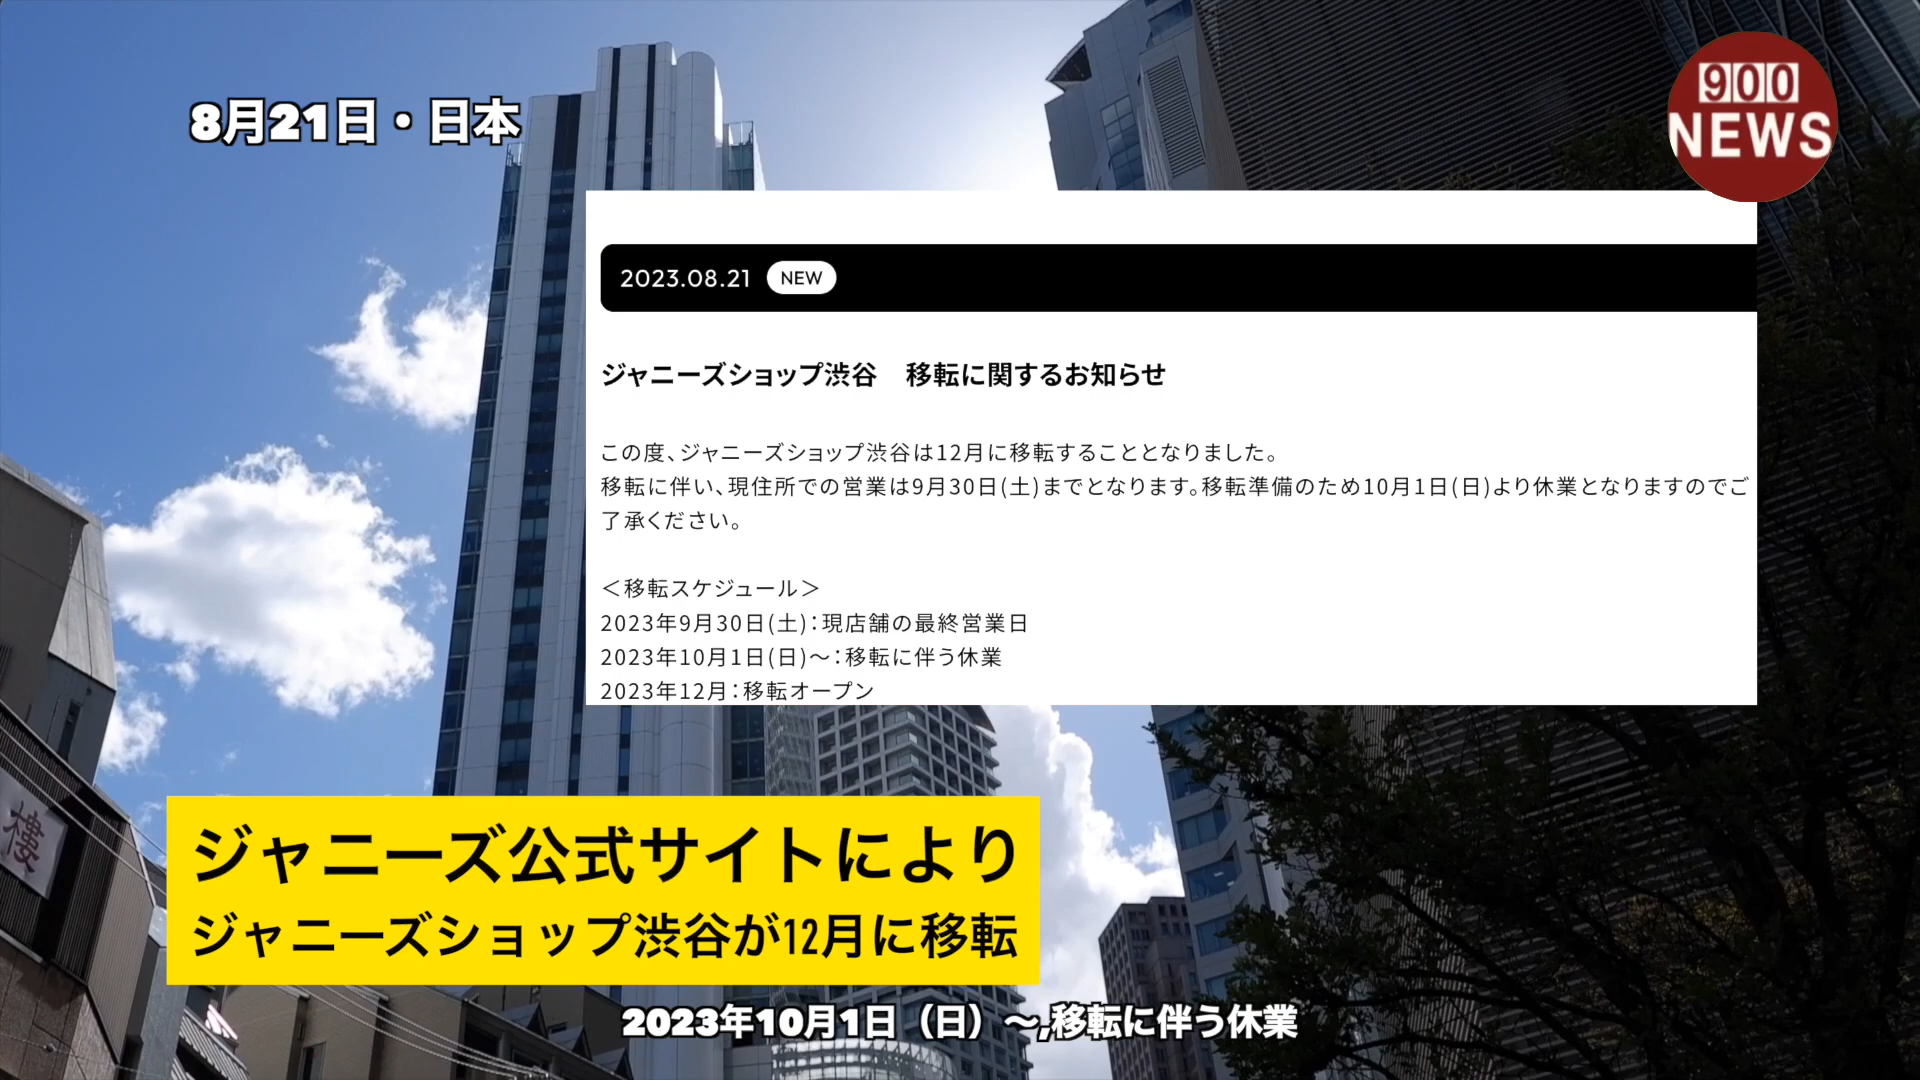 8月21日・日本
900
NEWS
2023.08.21 NEW
ジャニーズショップ渋谷　移転に関するお知らせ
この度、ジャニーズショップ渋谷は12月に移転することとなりました。
移転に伴い、現住所での営業は9月30日(土)までとなります。移転準備のため10月1日(日)より休業となりますのでご
了承ください。
＜移転スケジュール＞
2023年9月30日(土)：現店舗の最終営業日
2023年10月1日(日)～：移転に伴う休業
2023年12月：移転オープン
樓
ジャニーズ公式サイトにより
ジャニーズショップ渋谷が12月に移転
2023年10月1日（日）～,移転に伴う休業